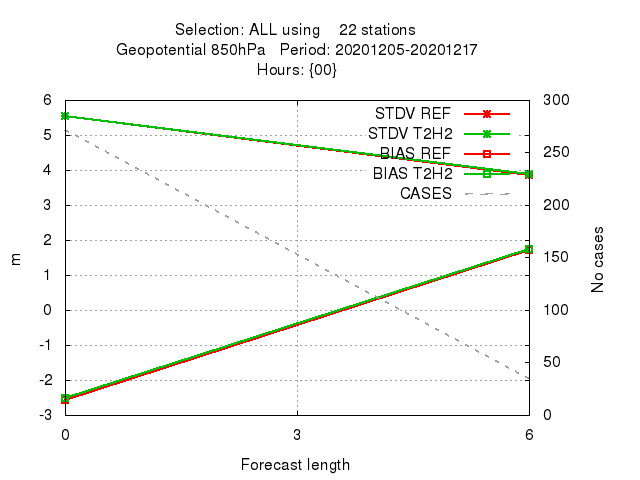 Selection: ALL using    22 stations
Geopotential 850hPa   Period: 20201205-20201217
Hours: {00}
STDV REF
STDV T2H2
BIAS REF
BIAS T2H2
CASES
6
5
4
3
2
1
0
-1
-2
-3
m
300
250
200
150
100
50
0
No cases
0 3 6
Forecast length